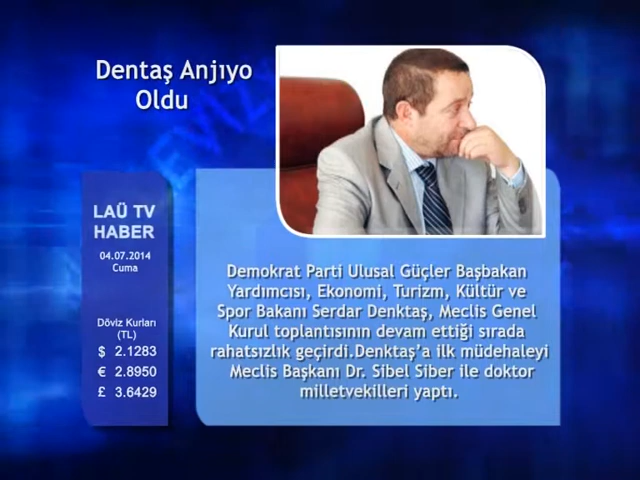 Dentaş Anjıyo
Oldu
LAÜ TV
HABER
04.07.2014
Cuma
Döviz Kurları
(TL)
$ 2.1283
€ 2.8950
£ 3.6429
Demokrat Parti Ulusal Güçler Başbakan
Yardımcısı, Ekonomi, Turizm, Kültür ve
Spor Bakanı Serdar Denktaş, Meclis Genel
Kurul toplantısının devam ettiği sırada
rahatsızlık geçirdi.Denktaş’a ilk müdehaleyi
Meclis Başkanı Dr. Sibel Siber ile doktor
milletvekilleri yaptı.